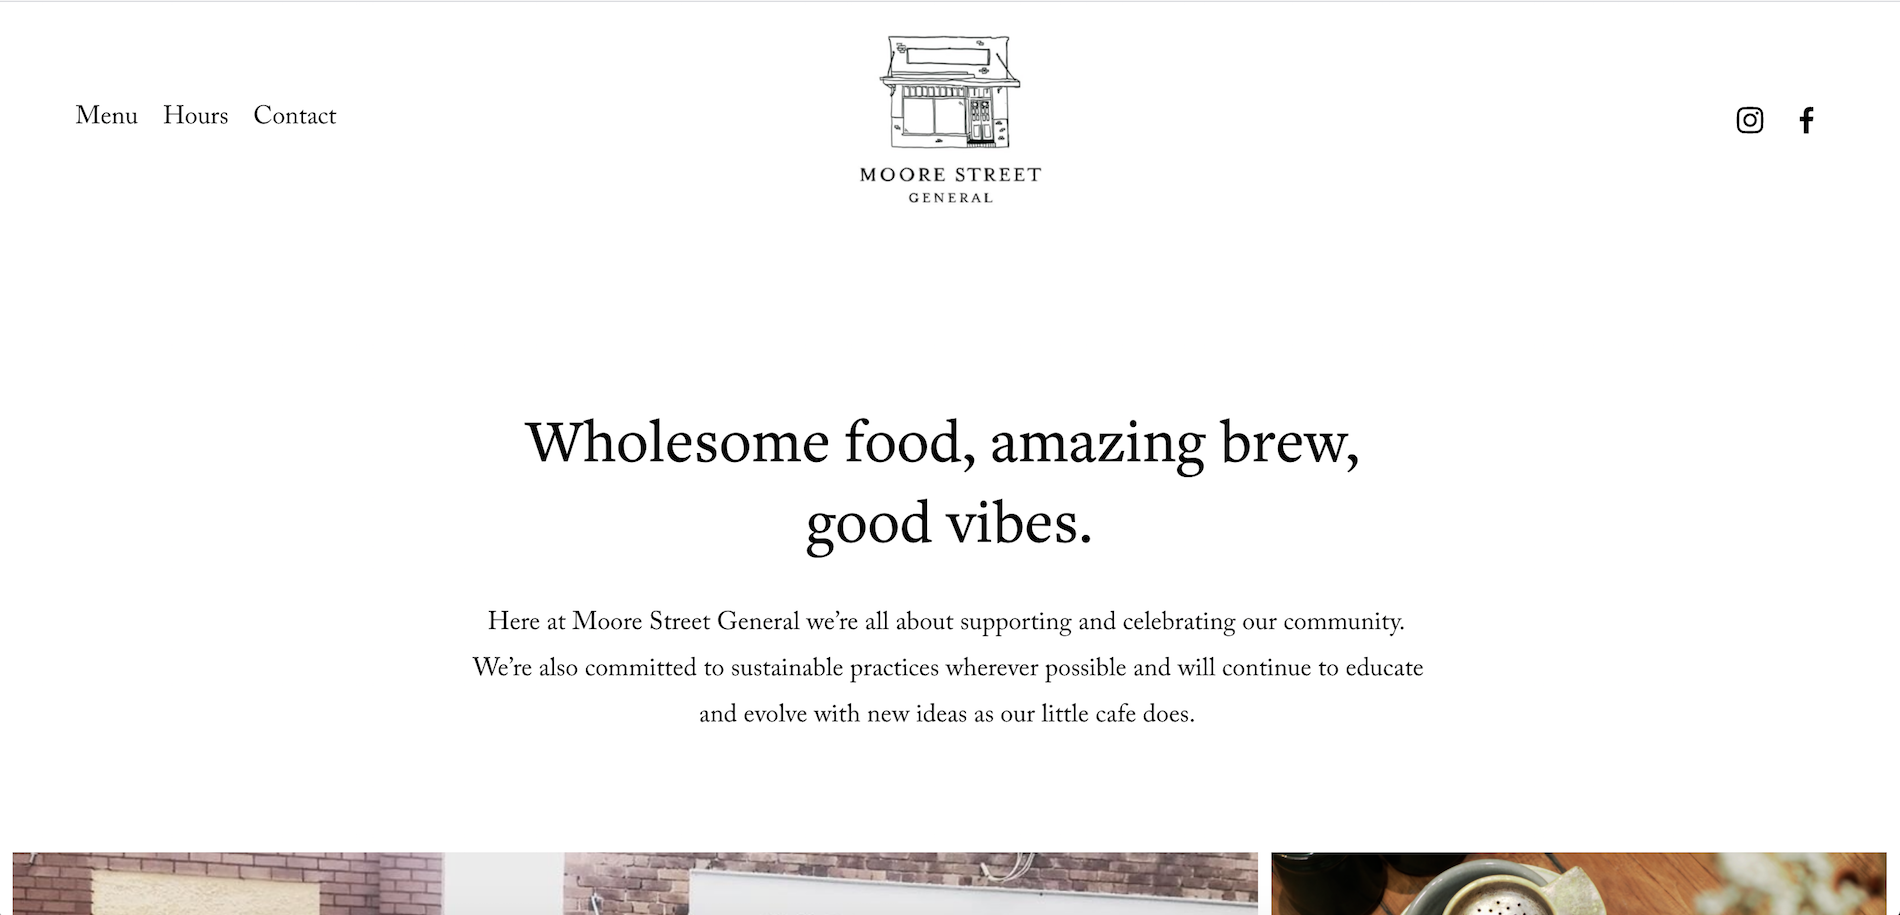 Menu Hours Contact
MOORE STREET
GENERAL
Wholesome food, amazing brew,
good vibes.
Here at Moore Street General we’re all about supporting and celebrating our community.
We’re also committed to sustainable practices wherever possible and will continue to educate
and evolve with new ideas as our little cafe does.